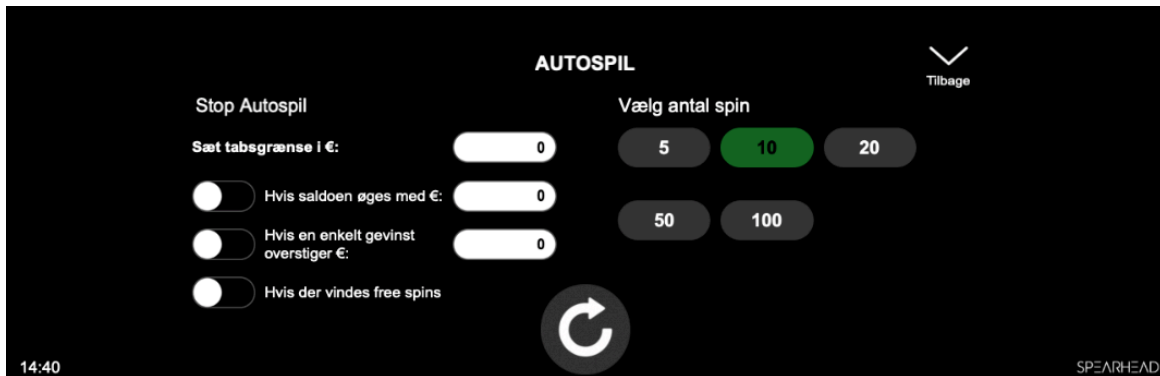 AUTOSPIL
Tilbage
Stop Autospil
Sæt tabsgrænse i €:
0
Hvis saldoen øges med €:
0
Hvis en enkelt gevinst
overstiger €:
0
Hvis der vindes free spins
Vælg antal spin
5
10
20
50
100
14:40
SPEARHEAD